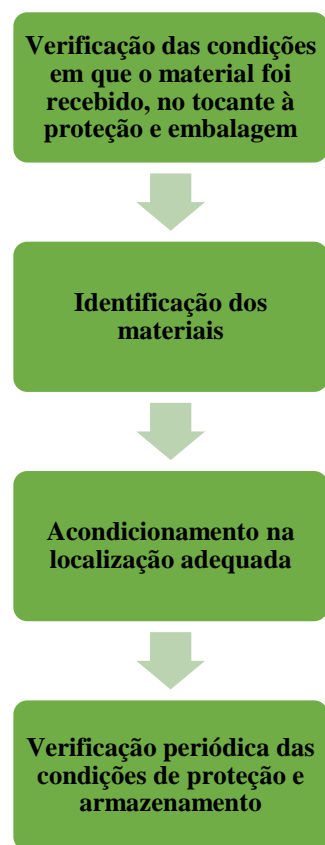 Verificação das condições
em que o material foi
recebido, no tocante à
proteção e embalagem
Identificação dos
materiais
Acondicionamento na
localização adequada
Verificação periódica das
condições de proteção e
armazenamento